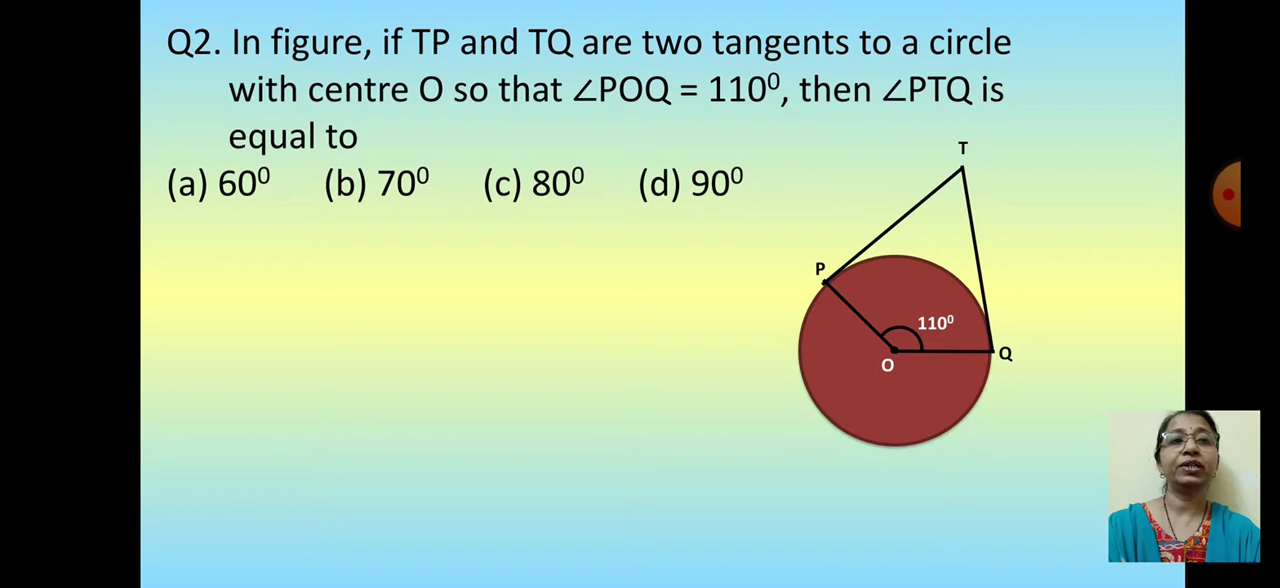 Q2. In figure, if TP and TQ are two tangents to a circle
with centre O so that ∠POQ = 110⁰, then ∠PTQ is
equal to
(a) 60⁰ (b) 70⁰ (c) 80⁰ (d) 90⁰
T
P
110⁰
O
Q